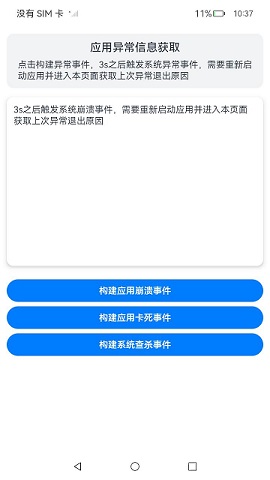 没有 SIM 卡
11%
10:37
应用异常信息获取
点击构建异常事件，3s之后触发系统异常事件，需要重新启
动应用并进入本页面获取上次异常退出原因
3s之后触发系统崩溃事件，需要重新启动应用并进入本页面
获取上次异常退出原因
构建应用崩溃事件
构建应用卡死事件
构建系统查杀事件